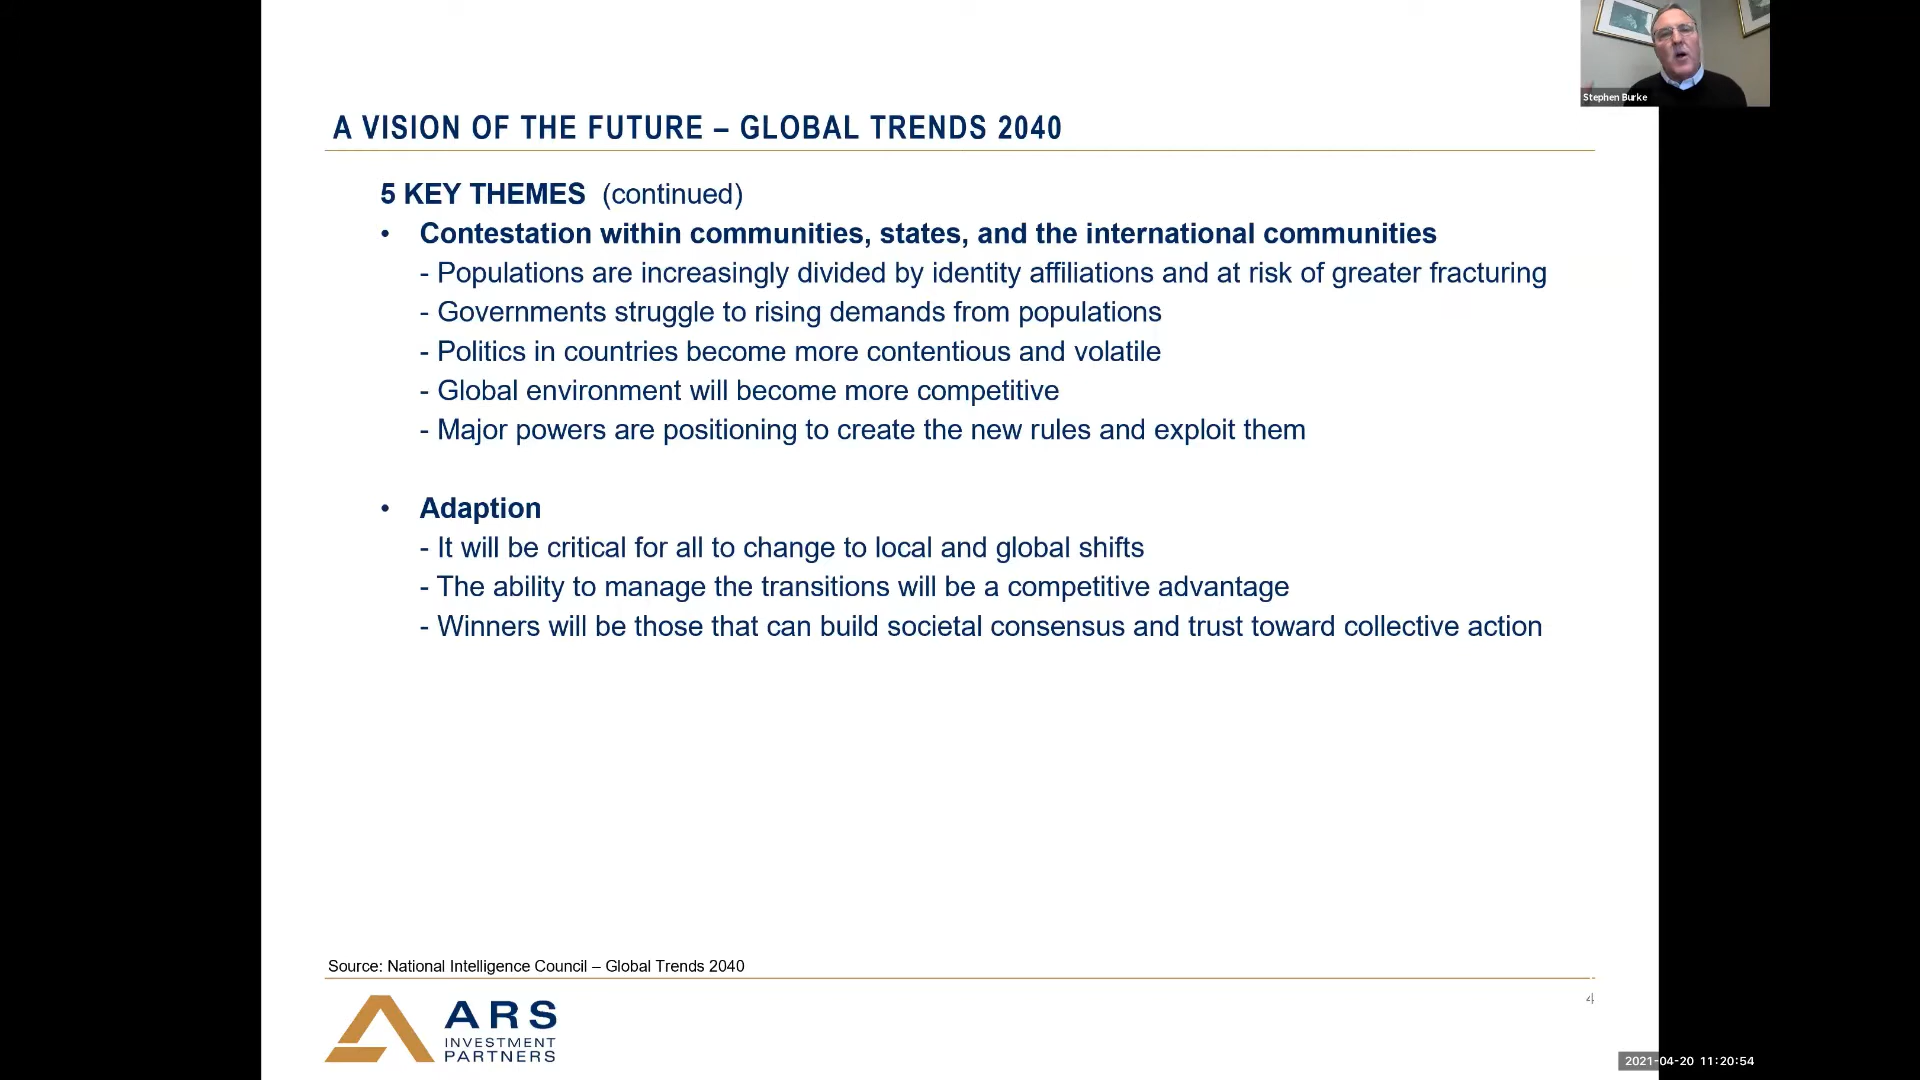 Stephen Burke
A VISION OF THE FUTURE – GLOBAL TRENDS 2040
5 KEY THEMES (continued)
• Contestation within communities, states, and the international communities
- Populations are increasingly divided by identity affiliations and at risk of greater fracturing
- Governments struggle to rising demands from populations
- Politics in countries become more contentious and volatile
- Global environment will become more competitive
- Major powers are positioning to create the new rules and exploit them
• Adaption
- It will be critical for all to change to local and global shifts
- The ability to manage the transitions will be a competitive advantage
- Winners will be those that can build societal consensus and trust toward collective action
Source: National Intelligence Council – Global Trends 2040
4
ARS
INVESTMENT
PARTNERS
2021-04-20 11:20:54